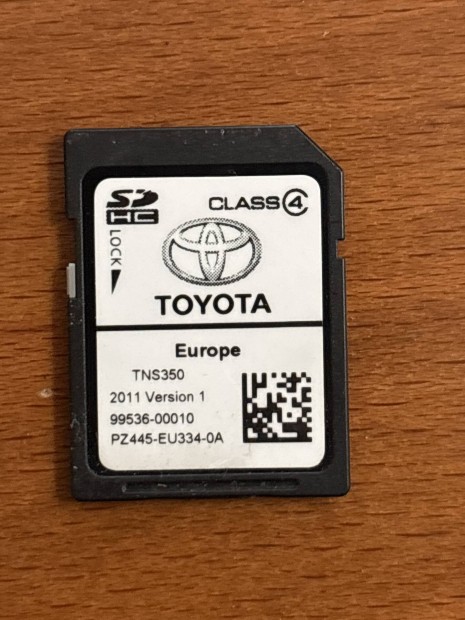 SD HC
CLASS 4
LOCK
TOYOTA
Europe
TNS350
2011 Version 1
99536-00010
PZ445-EU334-0A